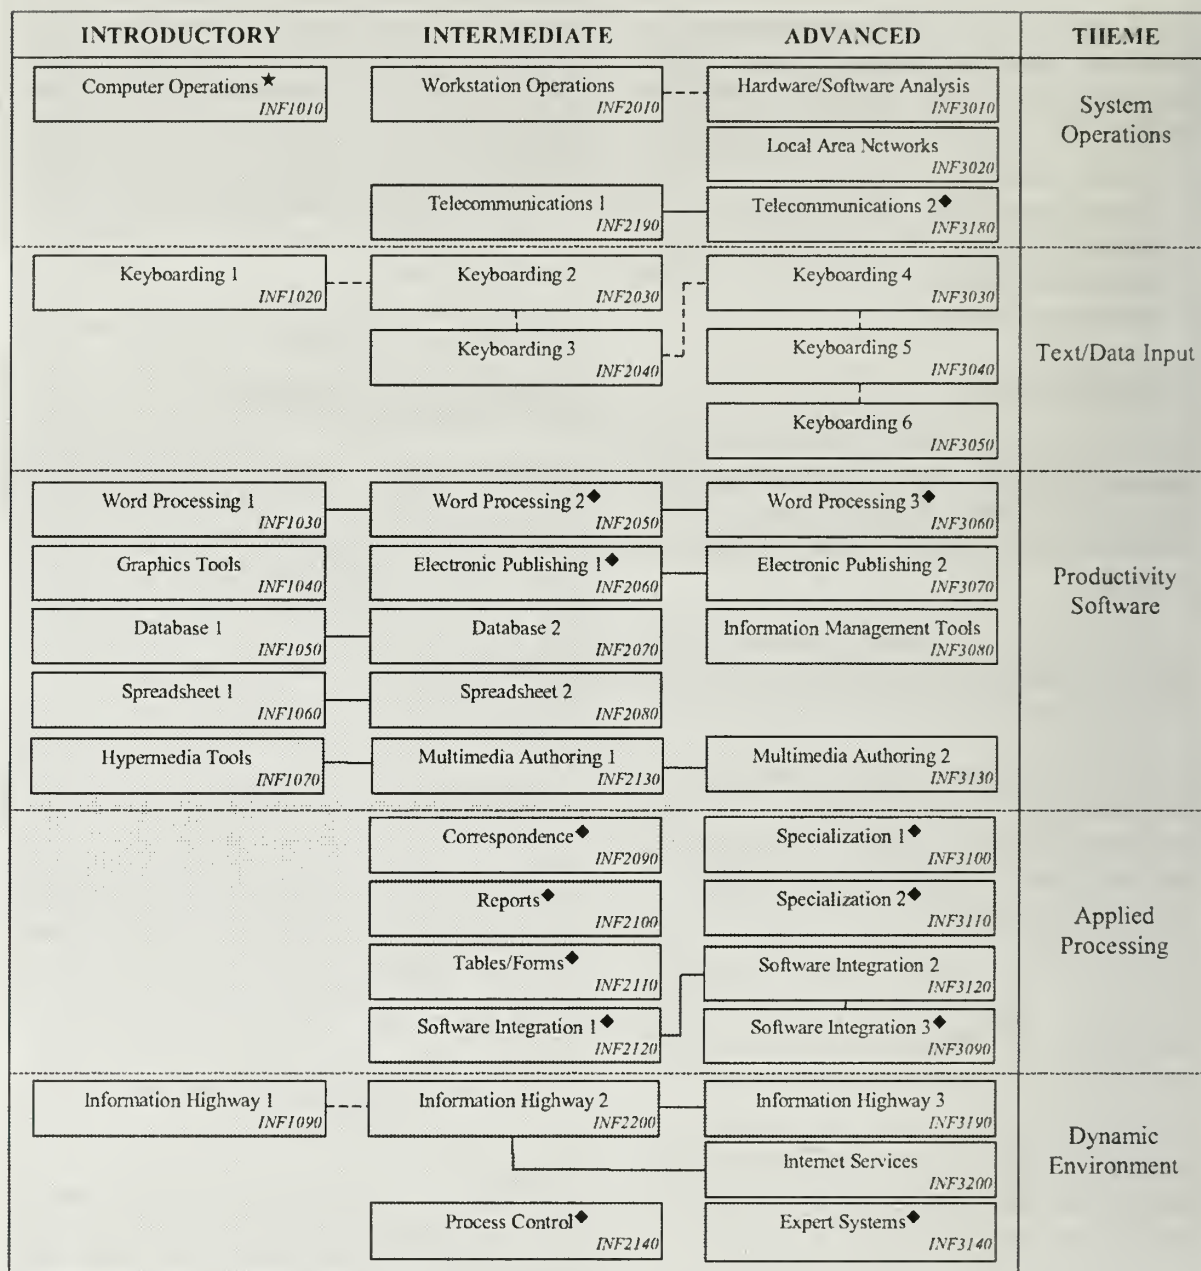 INTRODUCTORY INTERMEDIATE ADVANCED THEME
Computer Operations★
INF1010
Workstation Operations
INF2010
Hardware/Software Analysis
INF3010
Local Area Networks
INF3020
Telecommunications 1
INF2190
Telecommunications 2◆
INF3180
System
Operations
Keyboarding 1
INF1020
Keyboarding 2
INF2030
Keyboarding 4
INF3030
Keyboarding 3
INF2040
Keyboarding 5
INF3040
Keyboarding 6
INF3050
Text/Data Input
Word Processing 1
INF1030
Word Processing 2◆
INF2050
Word Processing 3◆
INF3060
Graphics Tools
INF1040
Electronic Publishing 1◆
INF2060
Electronic Publishing 2
INF3070
Database 1
INF1050
Database 2
INF2070
Information Management Tools
INF3080
Spreadsheet 1
INF1060
Spreadsheet 2
INF2080
Hypermedia Tools
INF1070
Multimedia Authoring 1
INF2130
Multimedia Authoring 2
INF3130
Productivity
Software
Correspondence◆
INF2090
Specialization 1◆
INF3100
Reports◆
INF2100
Specialization 2◆
INF3110
Tables/Forms◆
INF2110
Software Integration 2
INF3120
Software Integration 1◆
INF2120
Software Integration 3◆
INF3090
Applied
Processing
Information Highway 1
INF1090
Information Highway 2
INF2200
Information Highway 3
INF3190
Internet Services
INF3200
Process Control◆
INF2140
Expert Systems◆
INF3140
Dynamic
Environment